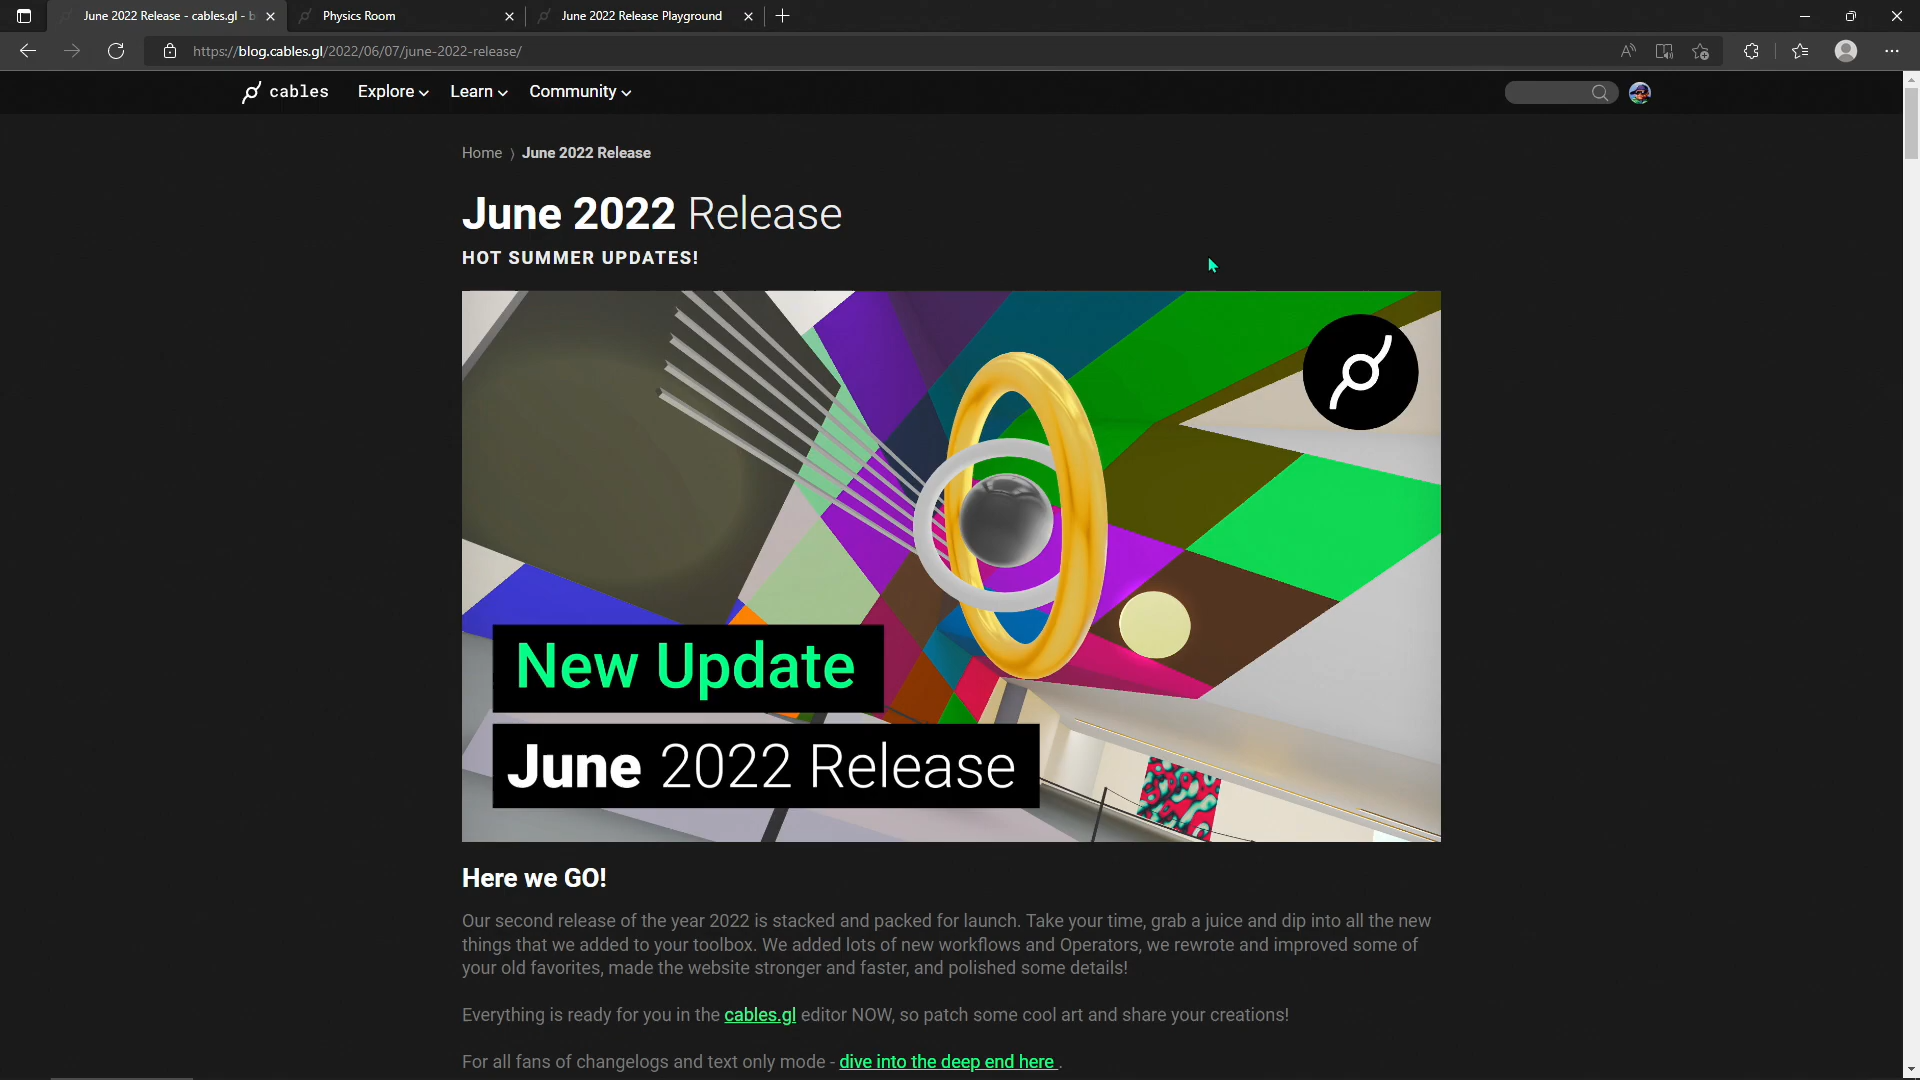 June 2022 Release - cables.gl - b
Physics Room
June 2022 Release Playground
https://blog.cables.gl/2022/06/07/june-2022-release/
cables
Explore
Learn
Community
Home 〉 June 2022 Release
June 2022 Release
HOT SUMMER UPDATES!
New Update
June 2022 Release
Here we GO!
Our second release of the year 2022 is stacked and packed for launch. Take your time, grab a juice and dip into all the new
things that we added to your toolbox. We added lots of new workflows and Operators, we rewrote and improved some of
your old favorites, made the website stronger and faster, and polished some details!
Everything is ready for you in the cables.gl editor NOW, so patch some cool art and share your creations!
For all fans of changelogs and text only mode - dive into the deep end here .